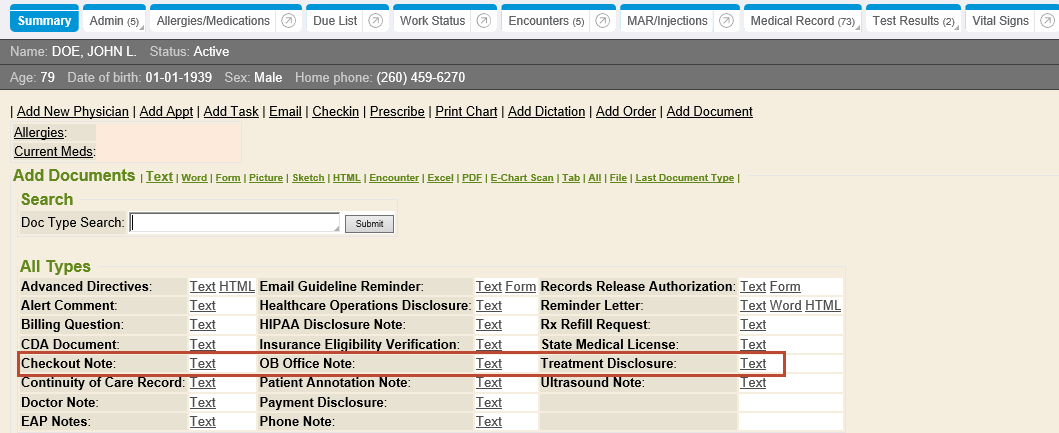 Summary Admin (5) Allergies/Medications Due List Work Status Encounters (5) MAR/Injections Medical Record (73) Test Results (2) Vital Signs
Name: DOE, JOHN L. Status: Active
Age: 79 Date of birth: 01-01-1939 Sex: Male Home phone: (260) 459-6270
| Add New Physician | Add Appt | Add Task | Email | Checkin | Prescribe | Print Chart | Add Dictation | Add Order | Add Document
Allergies:
Current Meds:
Add Documents | Text | Word | Form | Picture | Sketch | HTML | Encounter | Excel | PDF | E-Chart Scan | Tab | All | File | Last Document Type |
Search
Doc Type Search: Submit
All Types
Advanced Directives: Text HTML Email Guideline Reminder: Text Form Records Release Authorization: Text Form
Alert Comment: Text Healthcare Operations Disclosure: Text Reminder Letter: Text Word HTML
Billing Question: Text HIPAA Disclosure Note: Text Rx Refill Request: Text
CDA Document: Text Insurance Eligibility Verification: Text State Medical License: Text
Checkout Note: Text OB Office Note: Text Treatment Disclosure: Text
Continuity of Care Record: Text Patient Annotation Note: Text Ultrasound Note: Text
Doctor Note: Text Payment Disclosure: Text
EAP Notes: Text Phone Note: Text